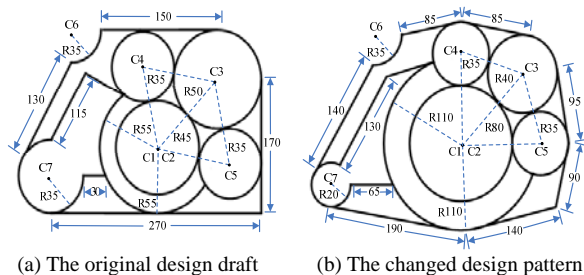 150
C6
R35
C4
R35
C3
R50
130
115
R55
R45
R35
170
C1 C2
C5
C7
R35
30
R55
270
(a) The original design draft
85
85
C6
R35
C4
R35
C3
R40
95
140
130
R110
R80
R35
C1 C2
C5
C7
R20
65
90
R110
190
140
(b) The changed design pattern